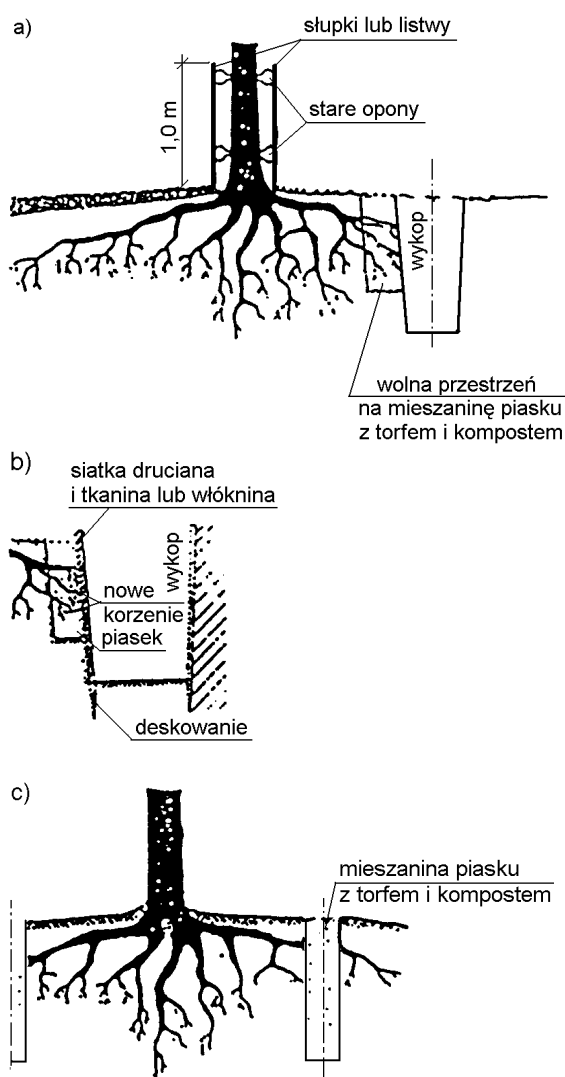 a)
słupki lub listwy
stare opony
1,0 m
wykop
wolna przestrzeń
na mieszaninę piasku
z torfem i kompostem
b)
siatka druciana
i tkanina lub włóknina
wykop
nowe
korzenie
piasek
deskowanie
c)
mieszanina piasku
z torfem i kompostem